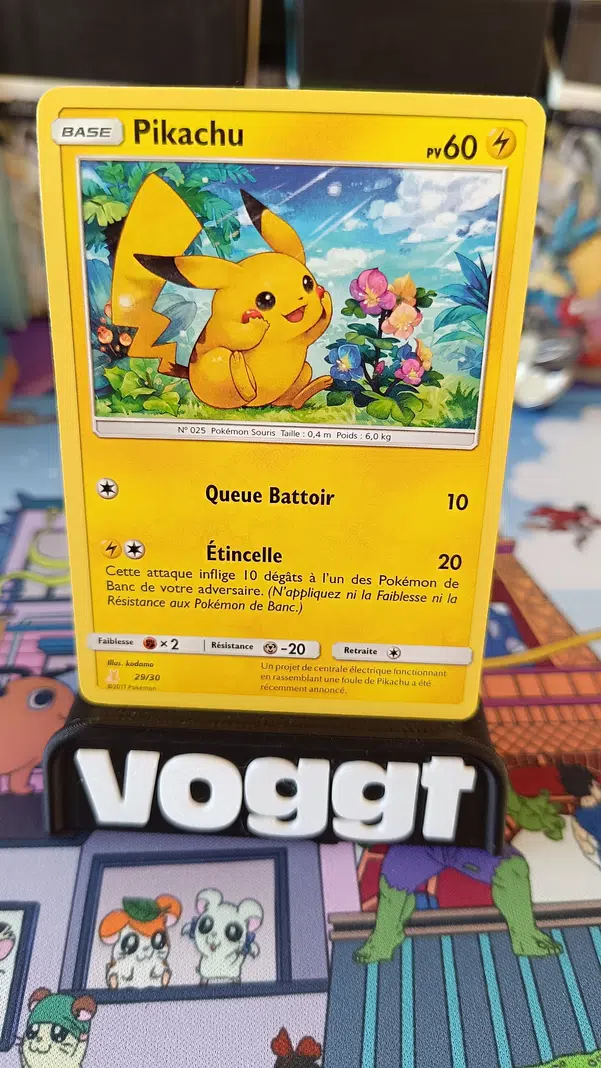 BASE Pikachu PV60
N° 025 Pokémon Souris Taille : 0,4 m Poids : 6,0 kg
Queue Battoir 10
Étincelle 20
Cette attaque inflige 10 dégâts à l'un des Pokémon de
Banc de votre adversaire. (N'appliquez ni la Faiblesse ni la
Résistance aux Pokémon de Banc.)
Faiblesse ×2 Résistance -20 Retraite
Illus. kodama
29/30
©2017 Pokémon
Un projet de centrale électrique fonctionnant
en rassemblant une foule de Pikachu a été
récemment annoncé.
voggt